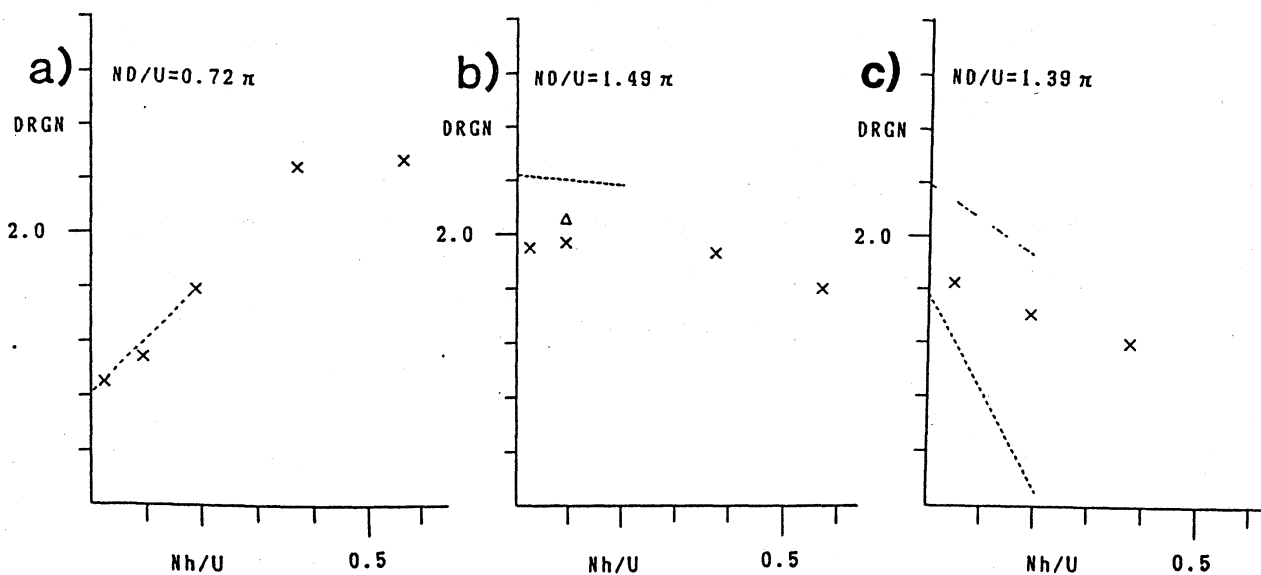 a) ND/U=0.72 π
DRGN
2.0
Nh/U 0.5
b) ND/U=1.49 π
DRGN
2.0
Nh/U 0.5
c) ND/U=1.39 π
DRGN
2.0
Nh/U 0.5